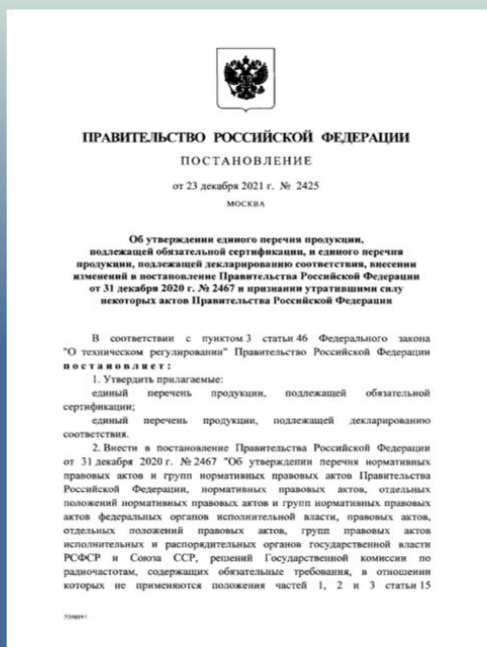 ПРАВИТЕЛЬСТВО РОССИЙСКОЙ ФЕДЕРАЦИИ
ПОСТАНОВЛЕНИЕ
от 23 декабря 2021 г. № 2425
МОСКВА
Об утверждении единого перечня продукции,
подлежащей обязательной сертификации, и единого перечня
продукции, подлежащей декларированию соответствия, внесении
изменений в постановление Правительства Российской Федерации
от 31 декабря 2020 г. № 2467 и признании утратившими силу
некоторых актов Правительства Российской Федерации
В соответствии с пунктом 3 статьи 46 Федерального закона
"О техническом регулировании" Правительство Российской Федерации
постановляет:
1. Утвердить прилагаемые:
единый перечень продукции, подлежащей обязательной
сертификации;
единый перечень продукции, подлежащей декларированию
соответствия.
2. Внести в постановление Правительства Российской Федерации
от 31 декабря 2020 г. № 2467 "Об утверждении перечня нормативных
правовых актов и групп нормативных правовых актов Правительства
Российской Федерации, нормативных правовых актов, отдельных
положений нормативных правовых актов и групп нормативных правовых
актов федеральных органов исполнительной власти, правовых актов,
отдельных положений правовых актов, групп правовых актов
исполнительных и распорядительных органов государственной власти
РСФСР и Союза ССР, решений Государственной комиссии по
радиочастотам, содержащих обязательные требования, в отношении
которых не применяются положения частей 1, 2 и 3 статьи 15